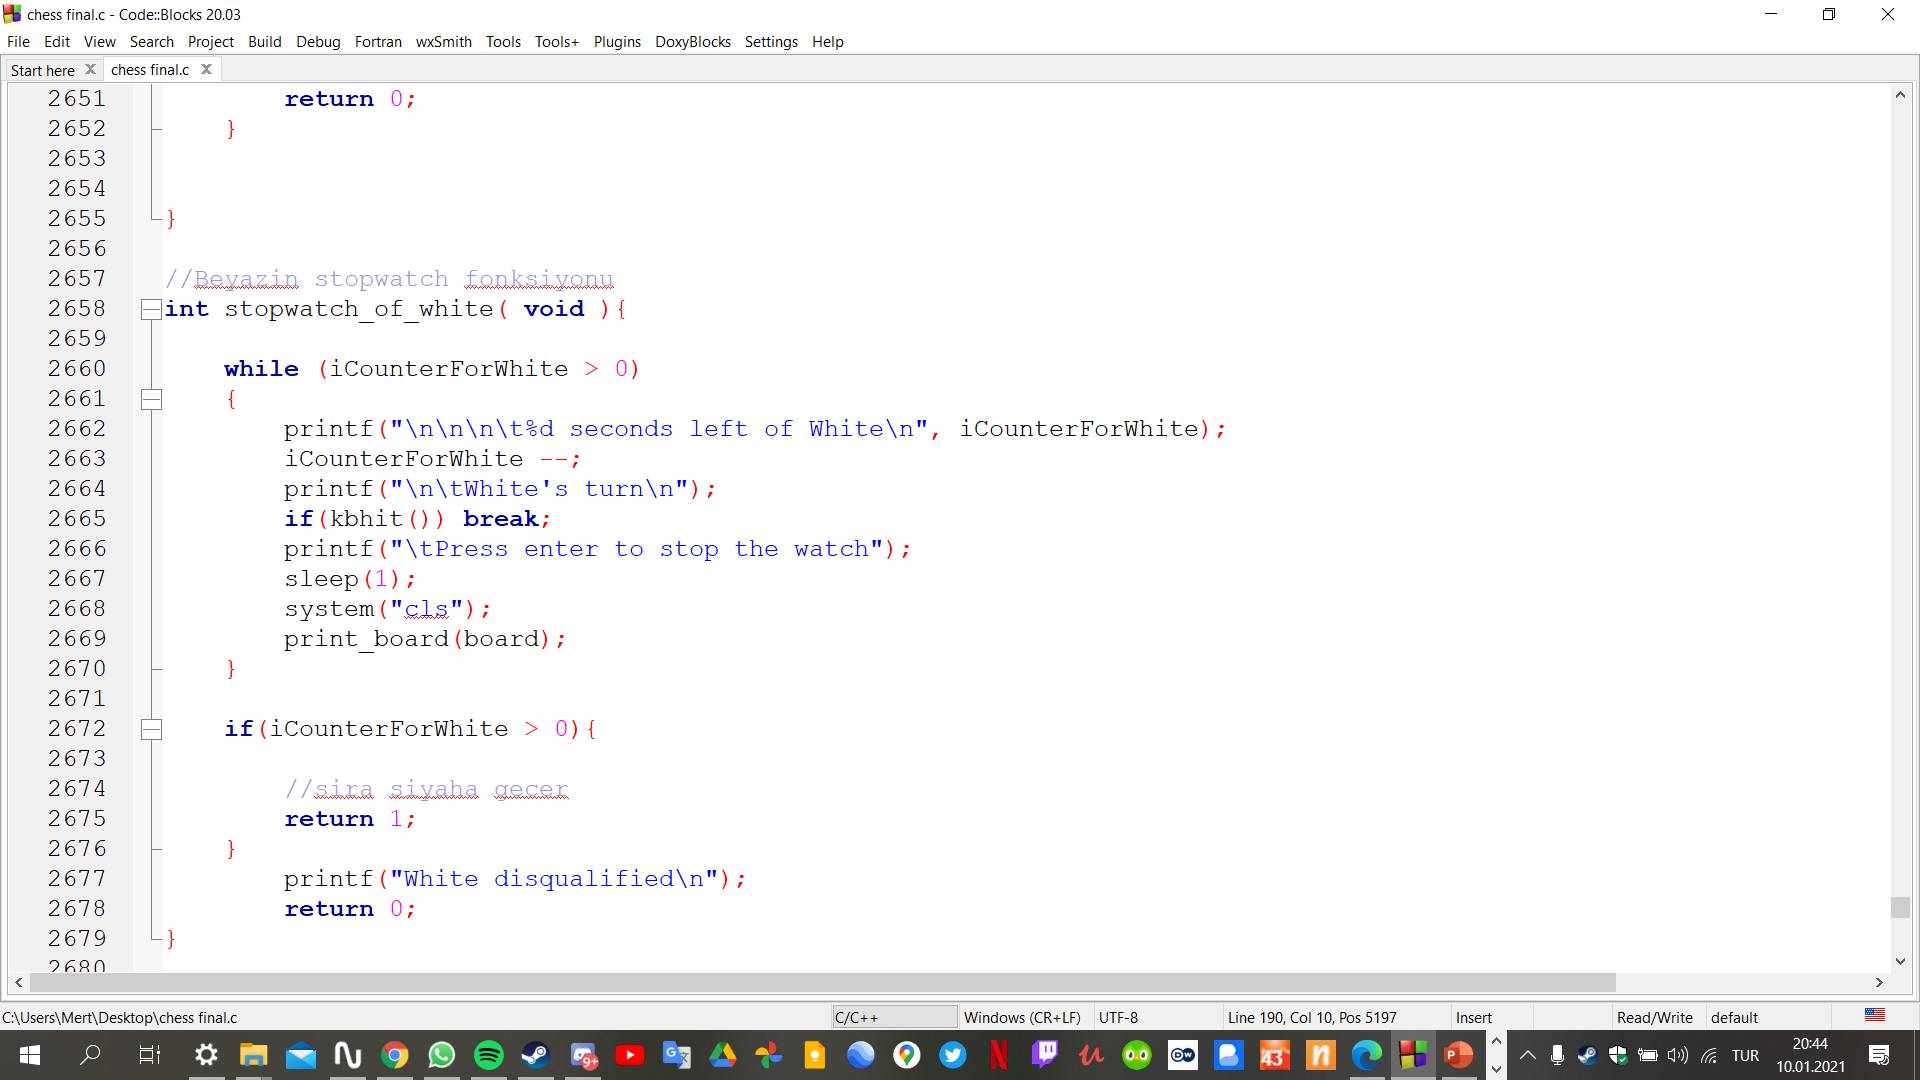 chess final.c - Code::Blocks 20.03
File Edit View Search Project Build Debug Fortran wxSmith Tools Tools+ Plugins DoxyBlocks Settings Help
Start here chess final.c
2651 return 0;
2652 }
2653
2654
2655 }
2656
2657 //Beyazin stopwatch fonksiyonu
2658 int stopwatch_of_white( void ){
2659
2660 while (iCounterForWhite > 0)
2661 {
2662 printf("\n\n\n\t%d seconds left of White\n", iCounterForWhite);
2663 iCounterForWhite --;
2664 printf("\n\tWhite's turn\n");
2665 if(kbhit()) break;
2666 printf("\tPress enter to stop the watch");
2667 sleep(1);
2668 system("cls");
2669 print_board(board);
2670 }
2671
2672 if(iCounterForWhite > 0){
2673
2674 //sira siyaha gecer
2675 return 1;
2676 }
2677 printf("White disqualified\n");
2678 return 0;
2679 }
2680
C:\Users\Mert\Desktop\chess final.c C/C++ Windows (CR+LF) UTF-8 Line 190, Col 10, Pos 5197 Insert Read/Write default
9+ DW 43 TUR 20:44
10.01.2021